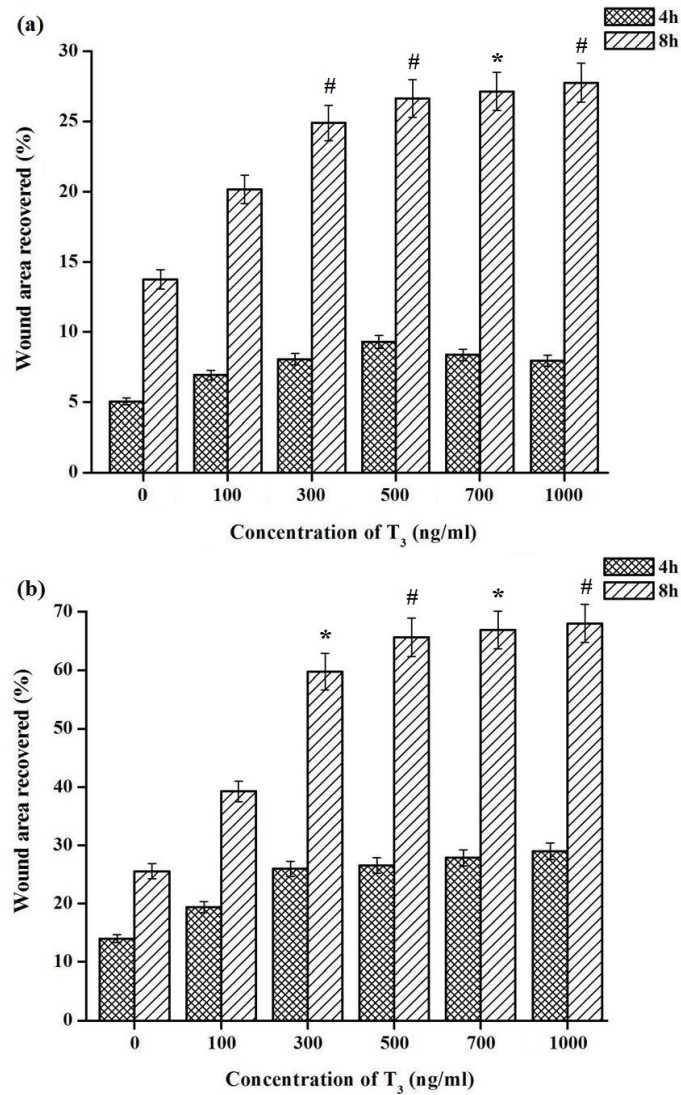 (a)
4h
8h
30
25
20
15
10
5
0
Wound area recovered (%)
# # * #
0 100 300 500 700 1000
Concentration of T3 (ng/ml)
(b)
4h
8h
70
60
50
40
30
20
10
0
Wound area recovered (%)
* # * #
0 100 300 500 700 1000
Concentration of T3 (ng/ml)